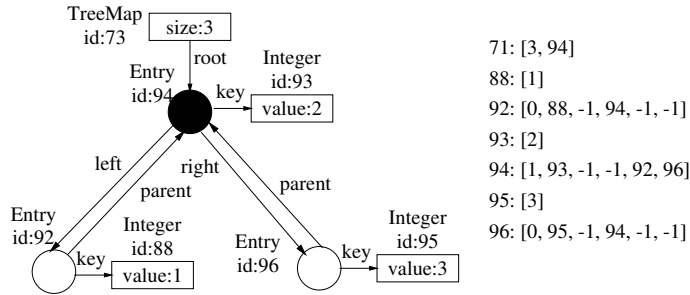 TreeMap
id:73
size:3
root
Entry
id:94
key
Integer
id:93
value:2
left
parent
right
parent
Entry
id:92
key
Integer
id:88
value:1
Entry
id:96
key
Integer
id:95
value:3
71: [3, 94]
88: [1]
92: [0, 88, -1, 94, -1, -1]
93: [2]
94: [1, 93, -1, -1, 92, 96]
95: [3]
96: [0, 95, -1, 94, -1, -1]